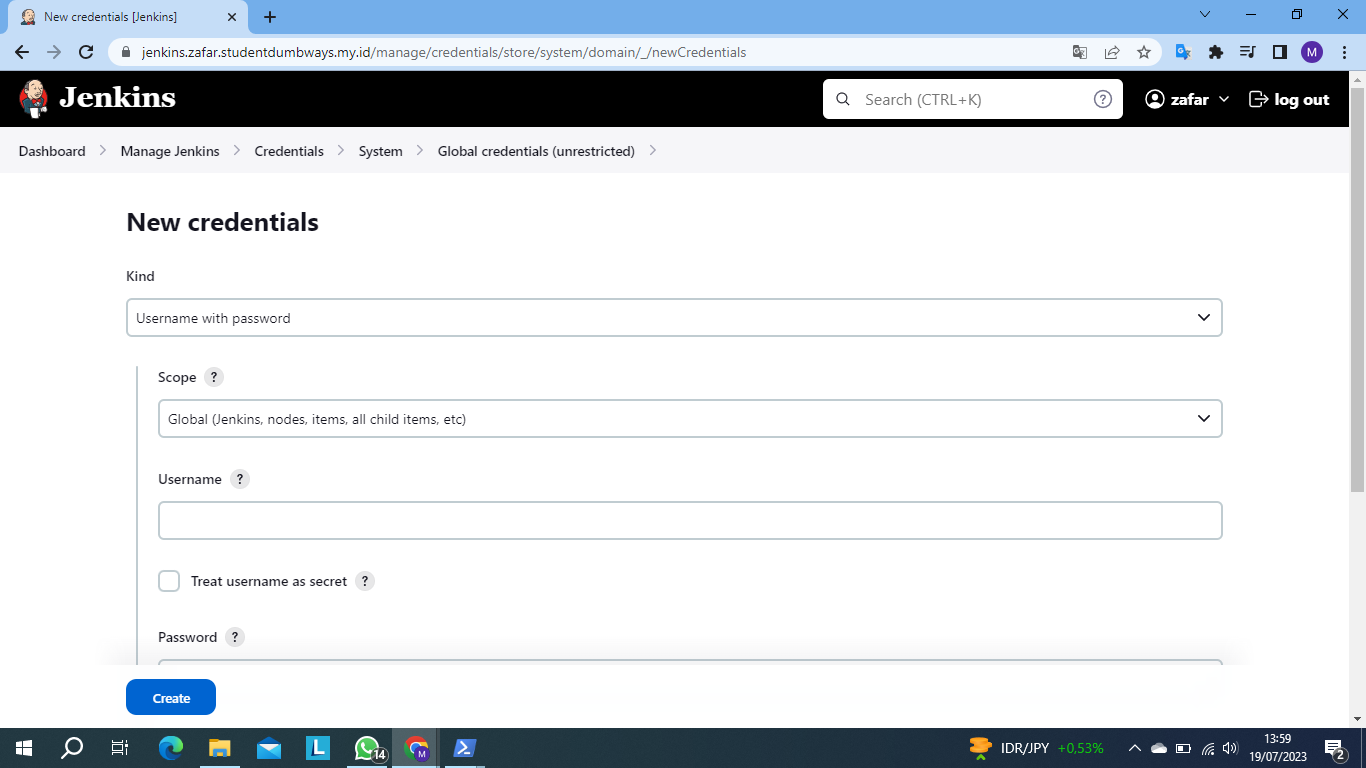 New credentials [Jenkins]
jenkins.zafar.studentdumbways.my.id/manage/credentials/store/system/domain/_/newCredentials
M
Jenkins
Search (CTRL+K)
?
zafar
log out
Dashboard
Manage Jenkins
Credentials
System
Global credentials (unrestricted)
New credentials
Kind
Username with password
Scope ?
Global (Jenkins, nodes, items, all child items, etc)
Username ?
Treat username as secret ?
Password ?
Create
L
14
M
IDR/JPY +0,53%
13:59
19/07/2023
2